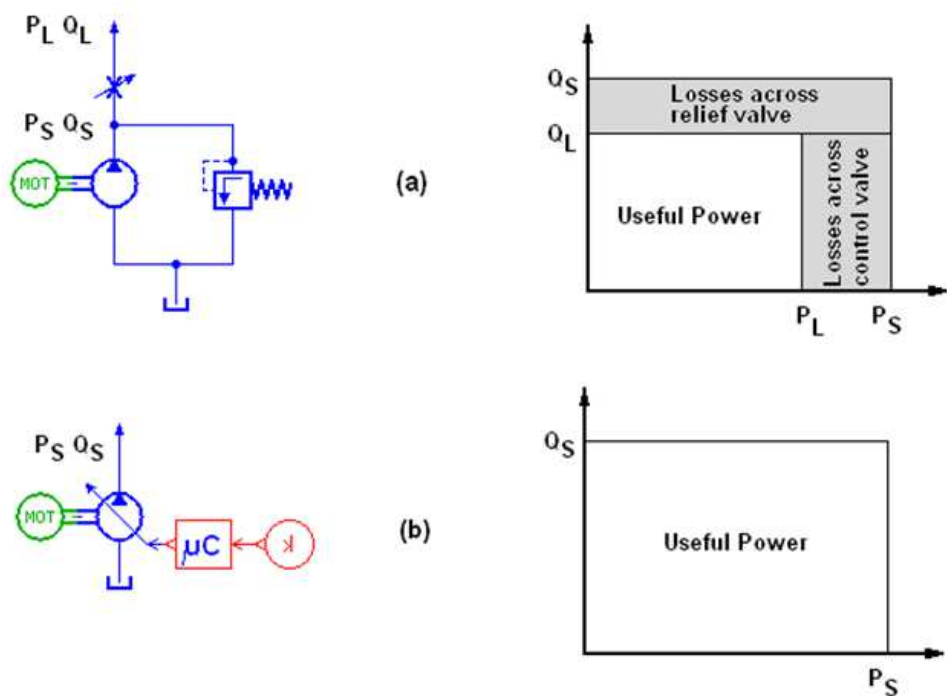 P_L Q_L
P_S Q_S
MOT
(a)
Q_S
Q_L
Losses across
relief valve
Useful Power
Losses across
control valve
P_L P_S
P_S Q_S
MOT
µC
k
(b)
Q_S
Useful Power
P_S